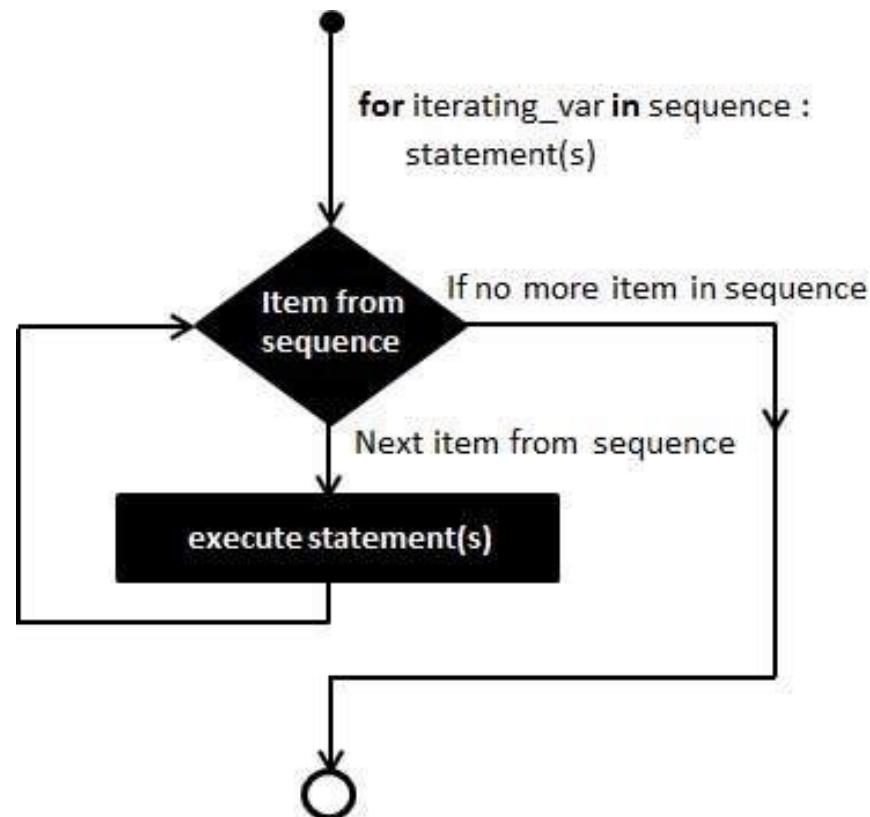 for iterating_var in sequence :
statement(s)
If no more item in sequence
Item from
sequence
Next item from sequence
execute statement(s)